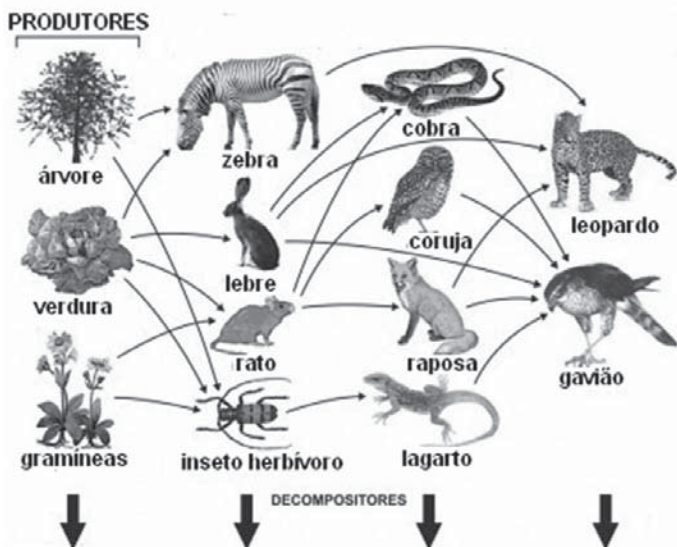 PRODUTORES
árvore
zebra
cobra
leopardo
verdura
lebre
coruja
gramíneas
rato
raposa
gavião
inseto herbívoro
lagarto
DECOMPOSITORES